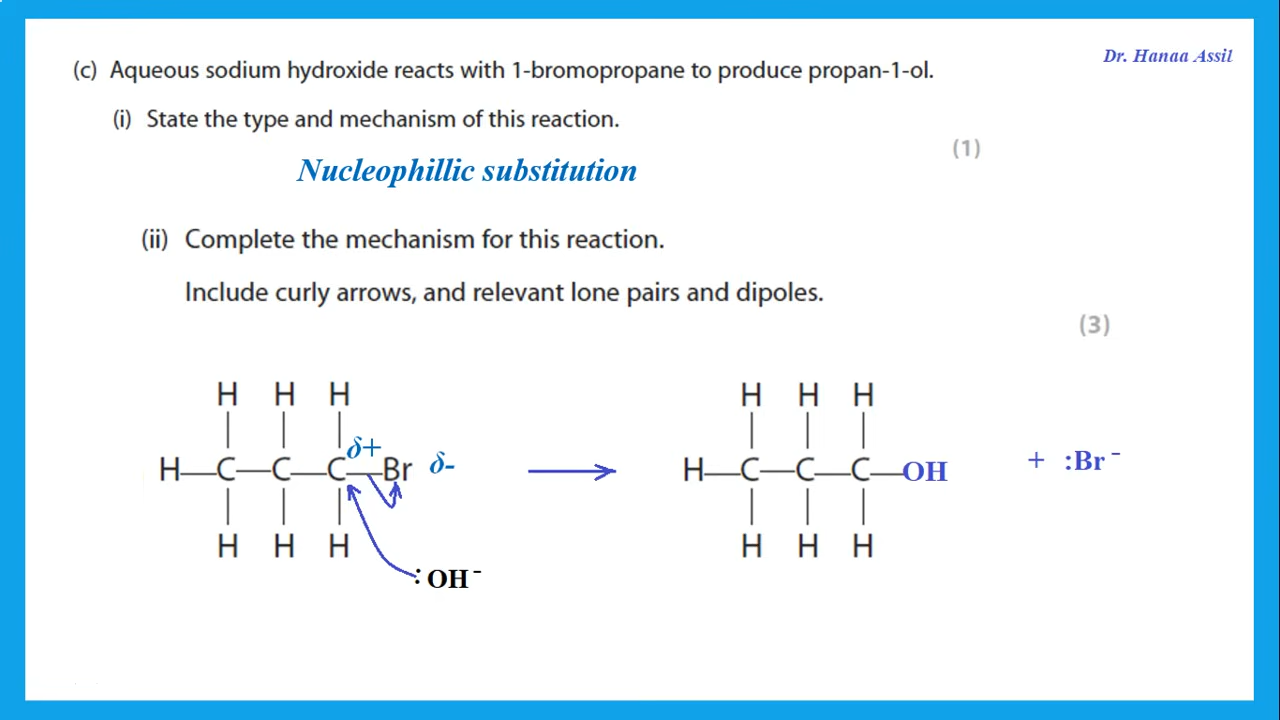 Dr. Hanaa Assil
(c) Aqueous sodium hydroxide reacts with 1-bromopropane to produce propan-1-ol.
(i) State the type and mechanism of this reaction.
(1)
Nucleophillic substitution
(ii) Complete the mechanism for this reaction.
Include curly arrows, and relevant lone pairs and dipoles.
(3)
H H H
δ+
H—C—C—C—Br δ-
H H H
:OH-
H H H
H—C—C—C—OH + :Br-
H H H